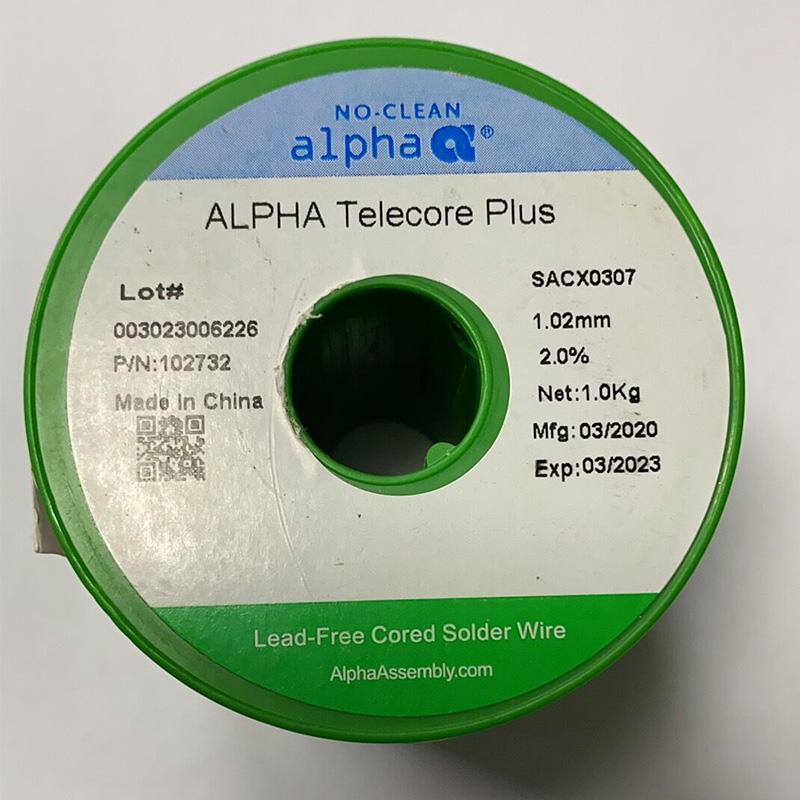 NO-CLEAN
alpha a®
ALPHA Telecore Plus
Lot#
003023006226
P/N:102732
Made in China
SACX0307
1.02mm
2.0%
Net:1.0Kg
Mfg:03/2020
Exp:03/2023
Lead-Free Cored Solder Wire
AlphaAssembly.com